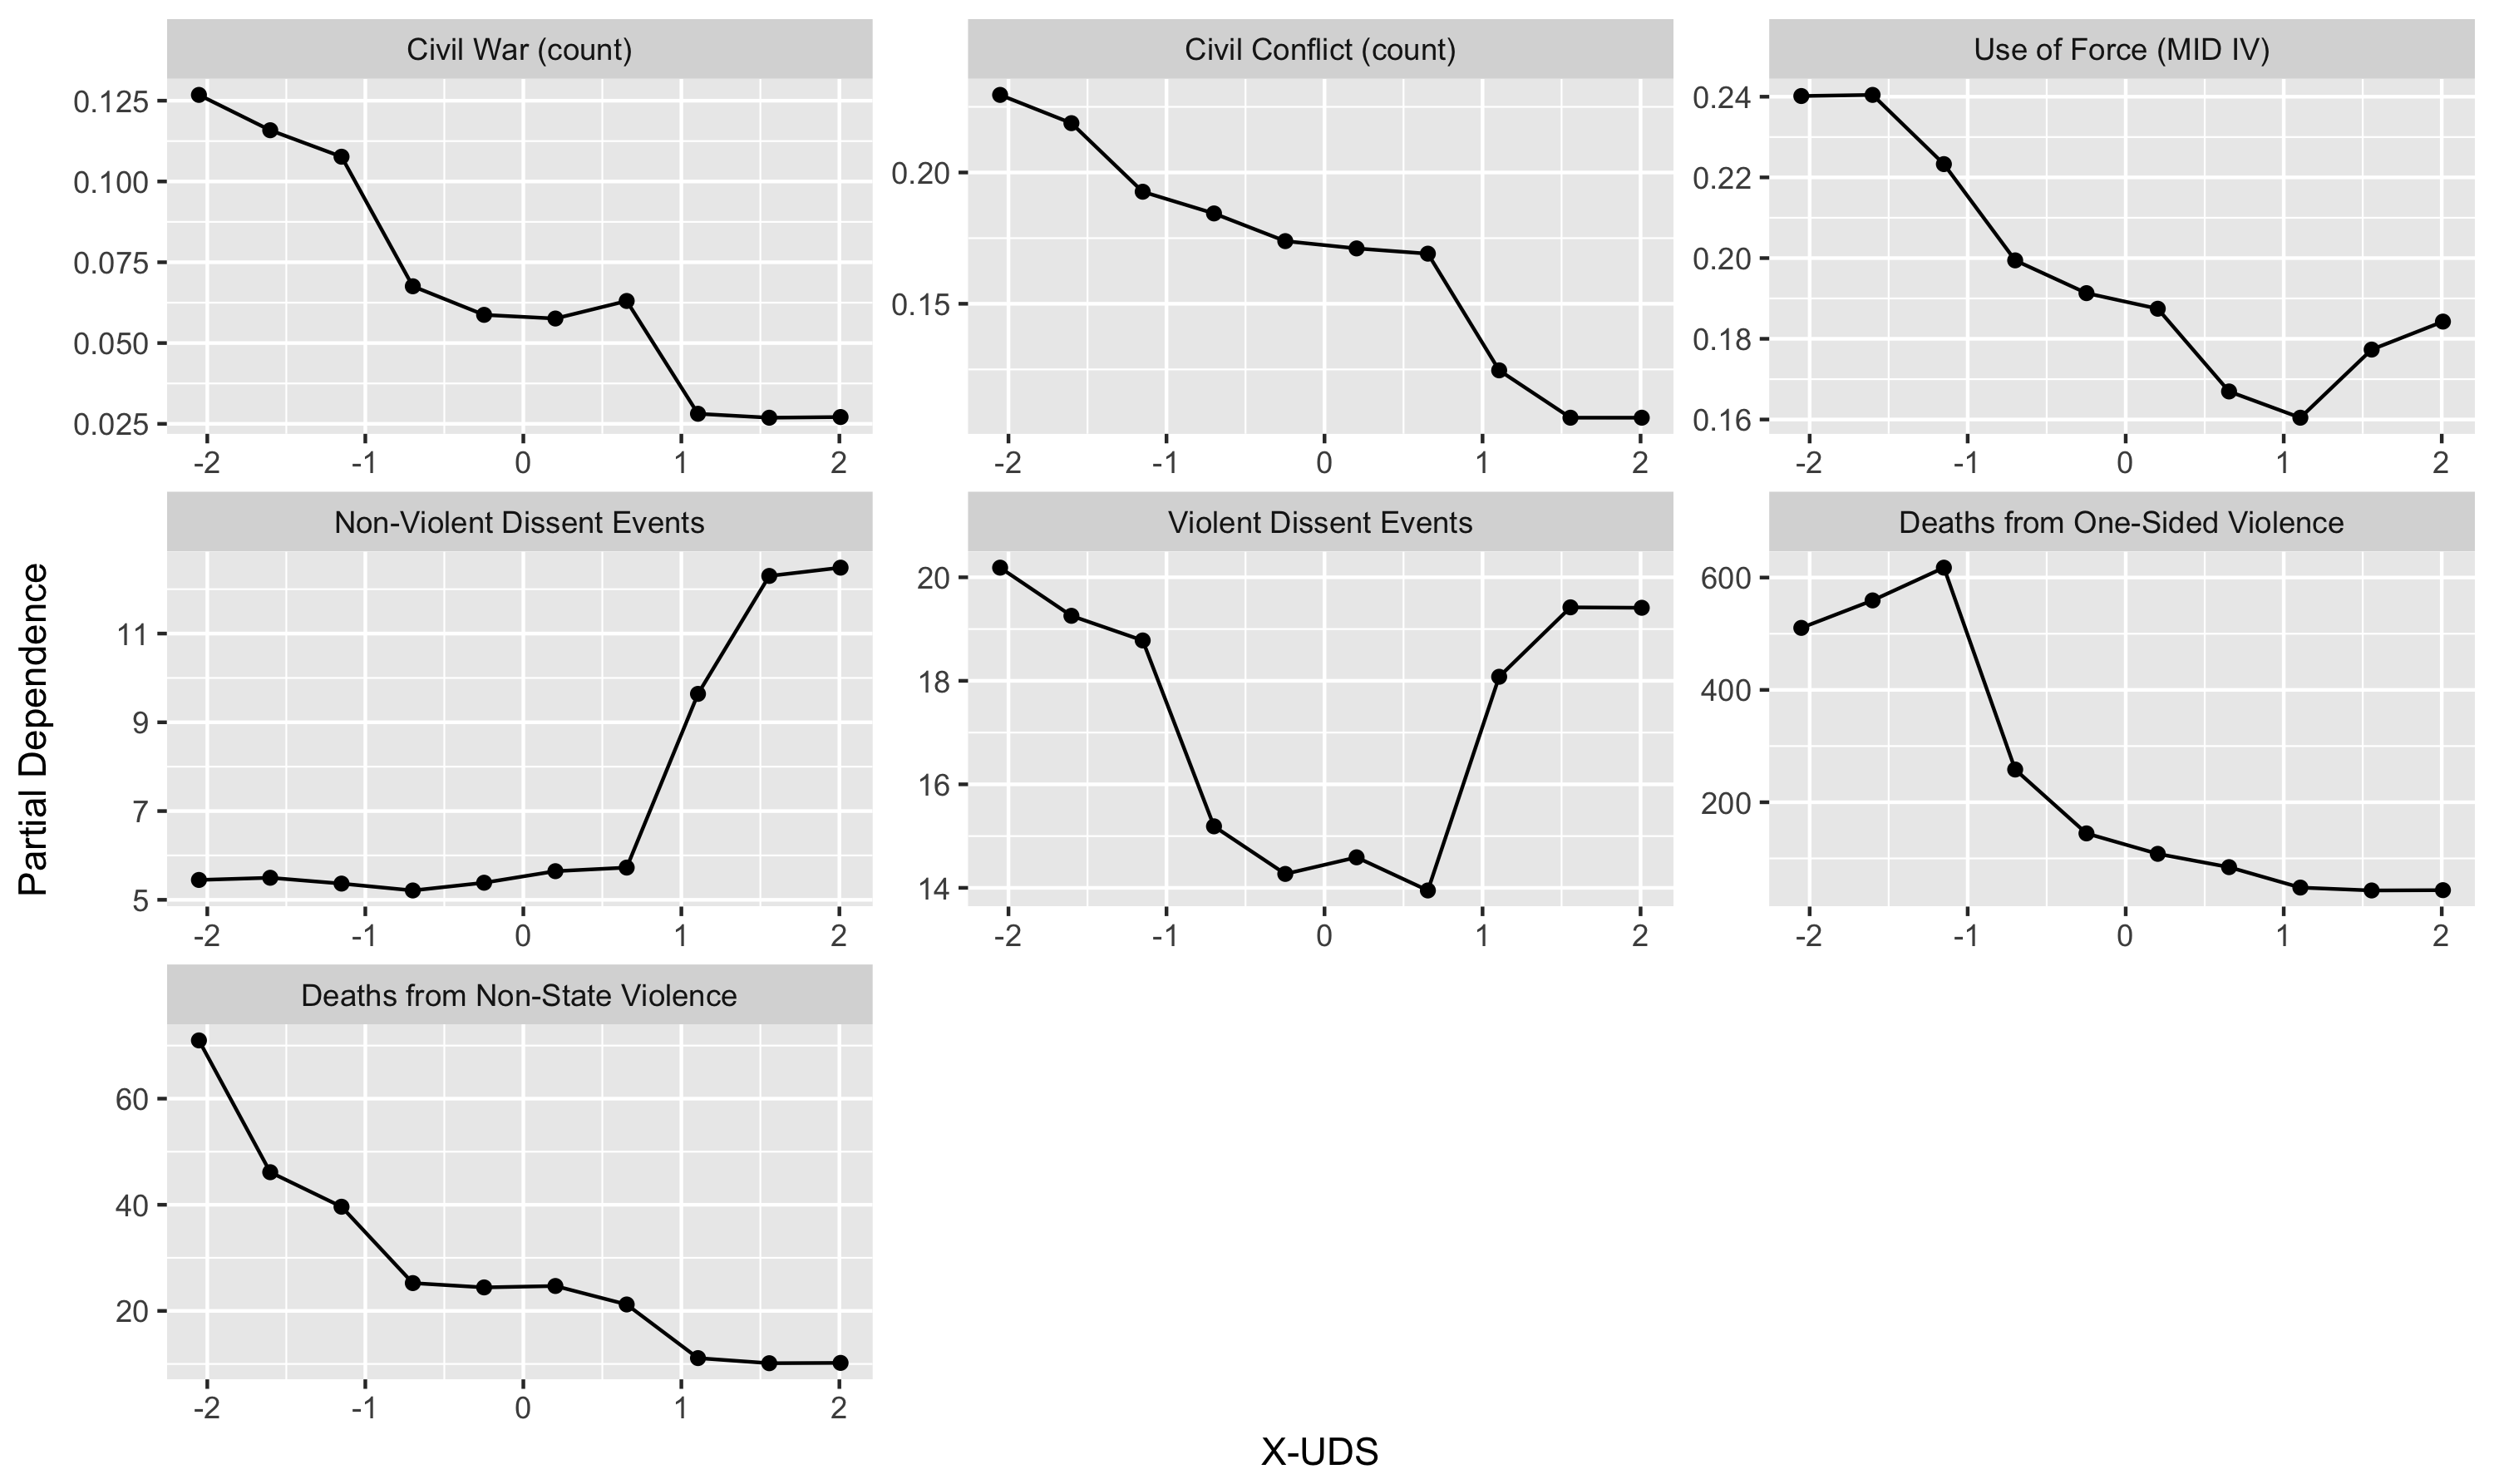 Civil War (count)
Civil Conflict (count)
Use of Force (MID IV)
0.125
0.100
0.075
0.050
0.025
-2 -1 0 1 2
0.20
0.15
-2 -1 0 1 2
0.24
0.22
0.20
0.18
0.16
-2 -1 0 1 2
Non-Violent Dissent Events
Violent Dissent Events
Deaths from One-Sided Violence
11
9
7
5
-2 -1 0 1 2
20
18
16
14
-2 -1 0 1 2
600
400
200
-2 -1 0 1 2
Deaths from Non-State Violence
60
40
20
-2 -1 0 1 2
Partial Dependence
X-UDS